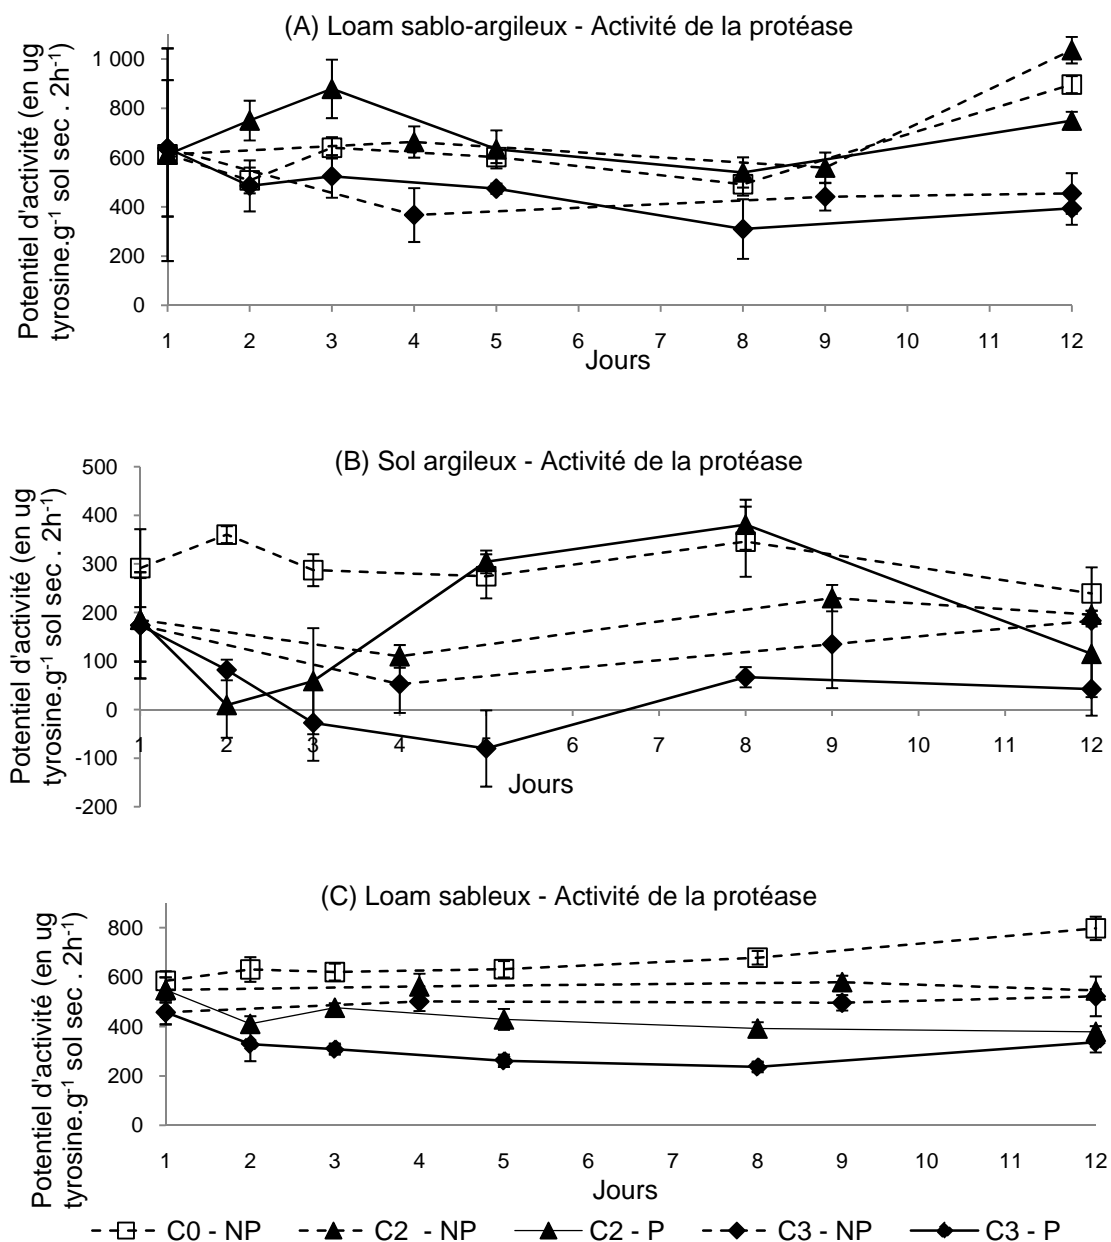 (A) Loam sablo-argileux - Activité de la protéase
Potentiel d'activité (en ug
tyrosine.g⁻¹ sol sec . 2h⁻¹)
1 000
800
600
400
200
0
1 2 3 4 5 6 7 8 9 10 11 12
Jours
(B) Sol argileux - Activité de la protéase
Potentiel d'activité (en ug
tyrosine.g⁻¹ sol sec . 2h⁻¹)
500
400
300
200
100
0
-100
-200
1 2 3 4 6 7 8 9 10 11 12
Jours
(C) Loam sableux - Activité de la protéase
Potentiel d'activité (en ug
tyrosine.g⁻¹ sol sec . 2h⁻¹)
800
600
400
200
0
1 2 3 4 5 6 7 8 9 10 11 12
Jours
C0 - NP C2 - NP C2 - P C3 - NP C3 - P